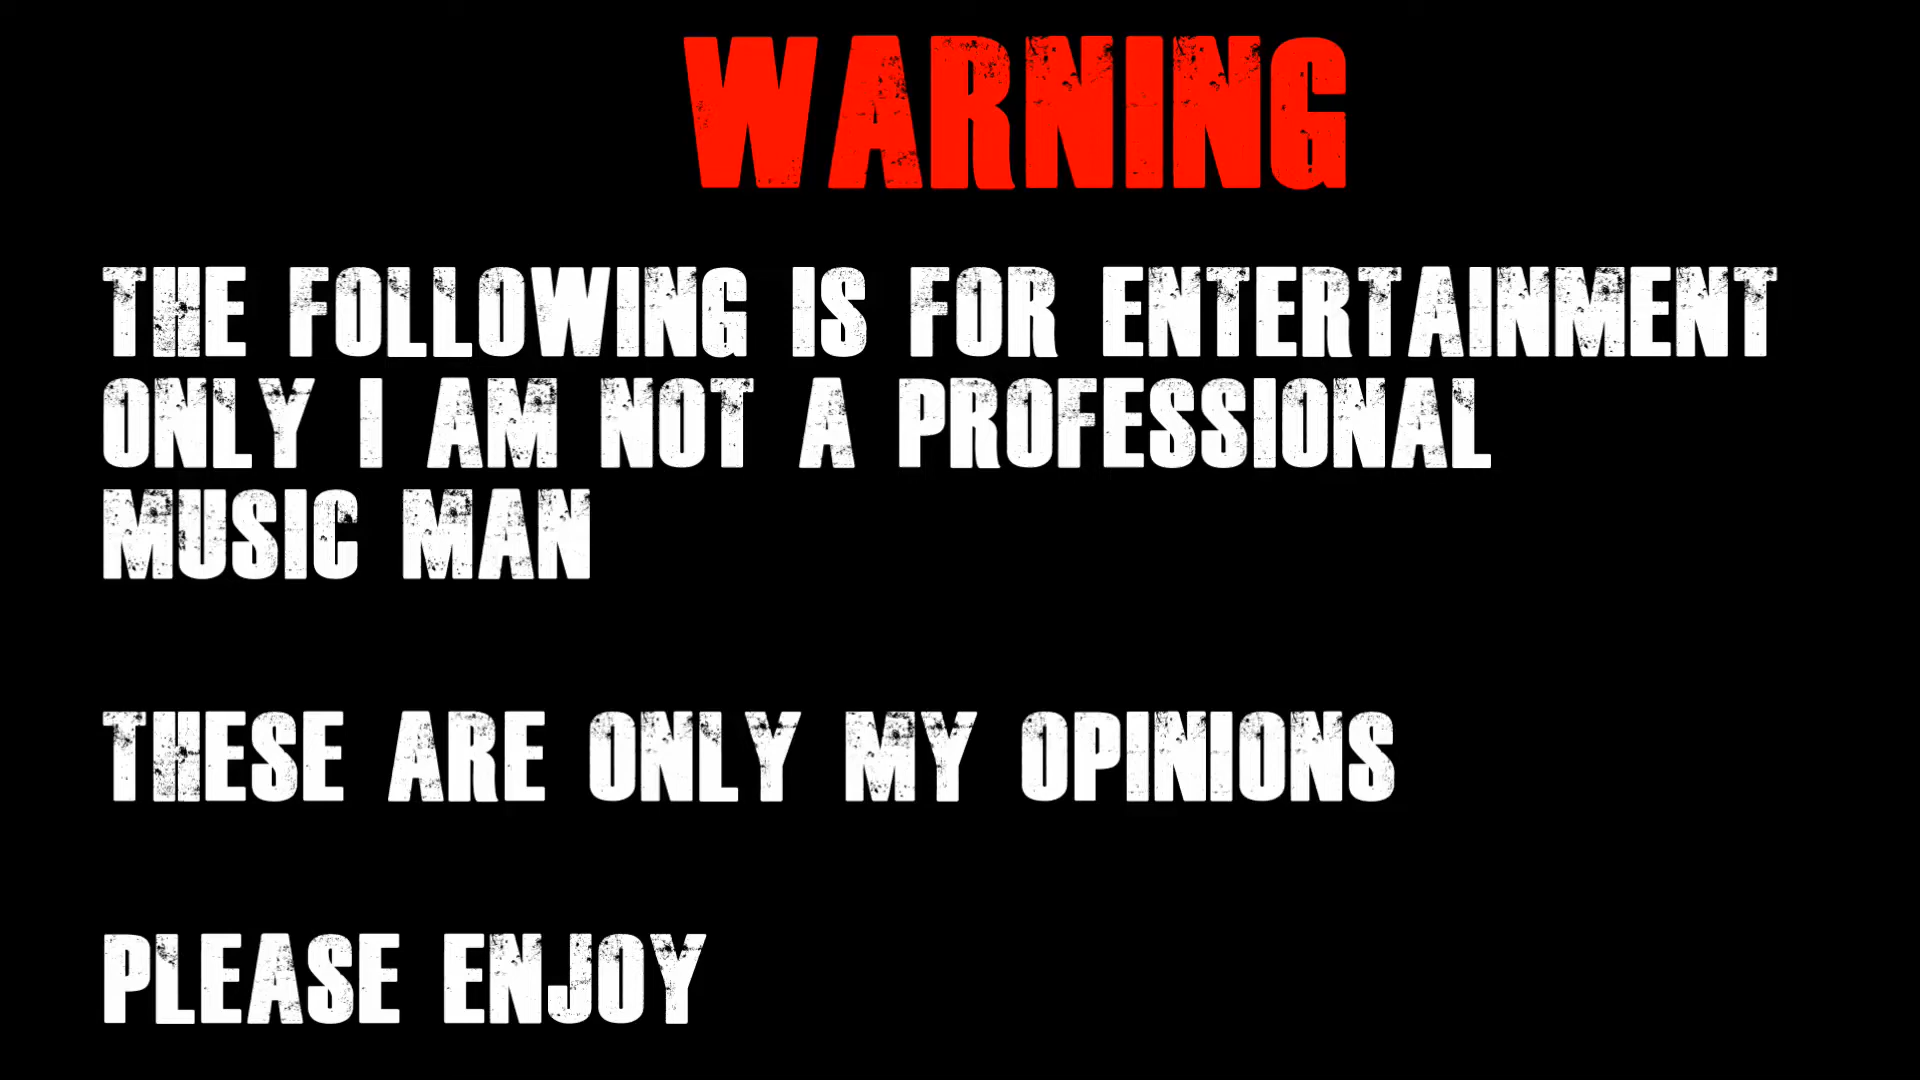 WARNING
THE FOLLOWING IS FOR ENTERTAINMENT
ONLY I AM NOT A PROFESSIONAL
MUSIC MAN
THESE ARE ONLY MY OPINIONS
PLEASE ENJOY